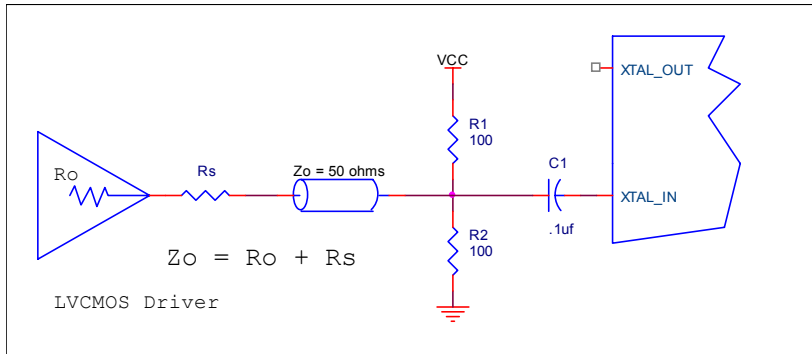 VCC
XTAL_OUT
R1
100
Ro
Rs
Zo = 50 ohms
C1
XTAL_IN
.1uf
R2
100
Zo = Ro + Rs
LVCMOS Driver